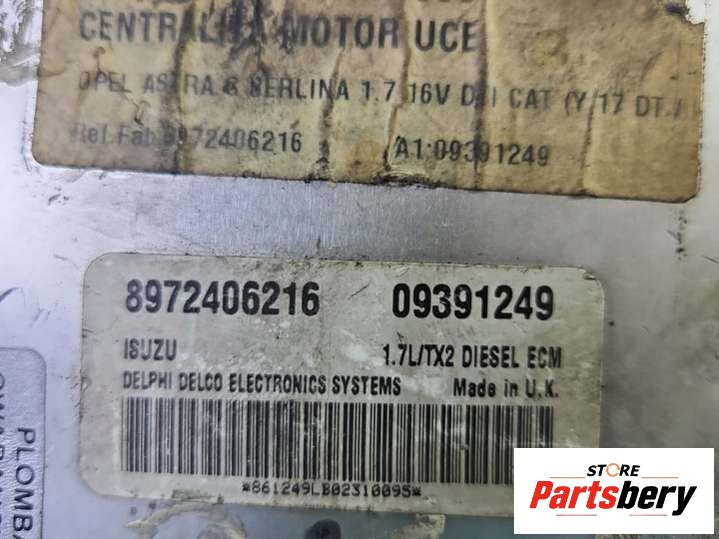 CENTRALITA MOTOR UCE
OPEL ASTRA G BERLINA 1.7 16V DTI CAT (Y 17 DT /
Ref.Fab.8972406216 A1:09391249
8972406216 09391249
ISUZU 1.7L/TX2 DIESEL ECM
DELPHI DELCO ELECTRONICS SYSTEMS Made in U.K.
*861249LB02310095*
PLOMBA
STORE
Partsbery